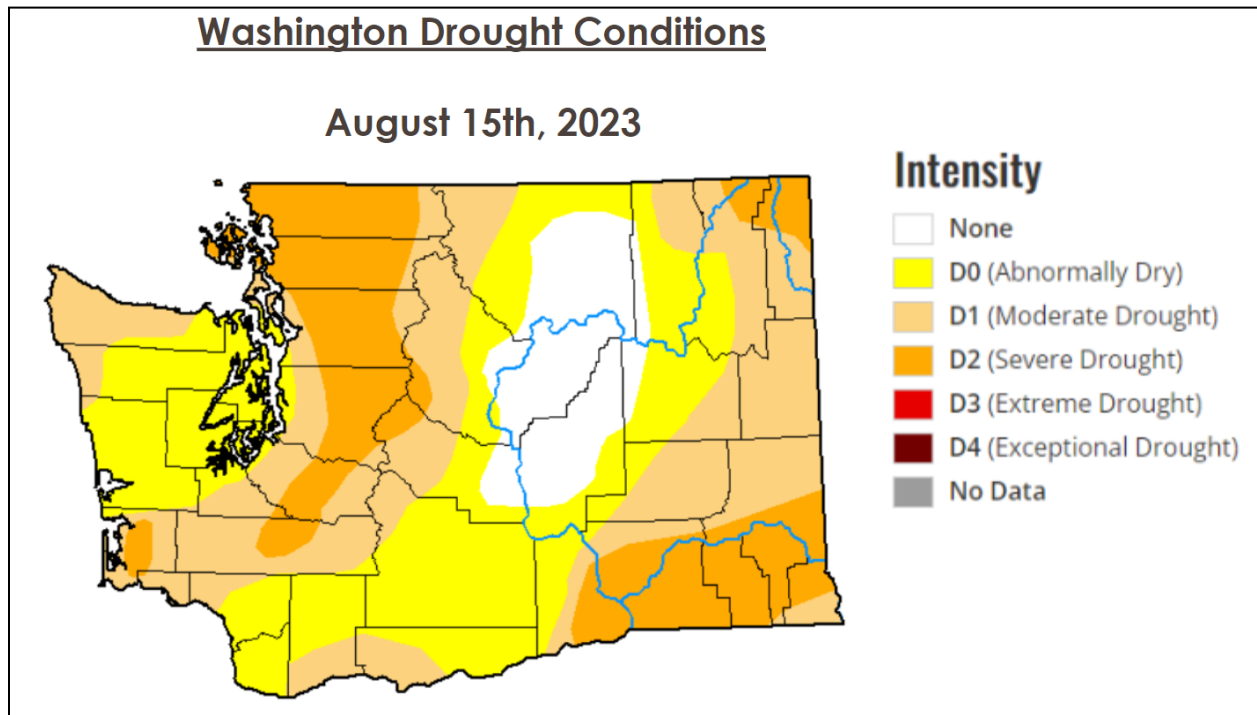 Washington Drought Conditions
August 15th, 2023
Intensity
None
D0 (Abnormally Dry)
D1 (Moderate Drought)
D2 (Severe Drought)
D3 (Extreme Drought)
D4 (Exceptional Drought)
No Data